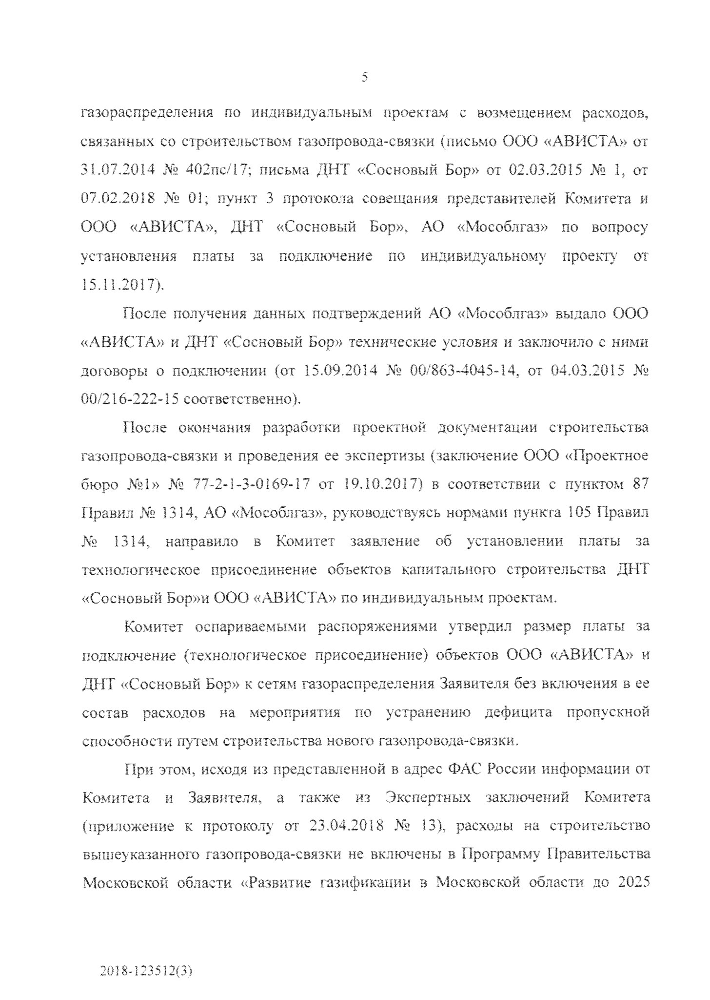 5
газораспределения по индивидуальным проектам с возмещением расходов,
связанных со строительством газопровода-связки (письмо ООО «АВИСТА» от
31.07.2014 № 402пс/17; письма ДНТ «Сосновый Бор» от 02.03.2015 № 1, от
07.02.2018 № 01; пункт 3 протокола совещания представителей Комитета и
ООО «АВИСТА», ДНТ «Сосновый Бор», АО «Мособлгаз» по вопросу
установления платы за подключение по индивидуальному проекту от
15.11.2017).
После получения данных подтверждений АО «Мособлгаз» выдало ООО
«АВИСТА» и ДНТ «Сосновый Бор» технические условия и заключило с ними
договоры о подключении (от 15.09.2014 № 00/863-4045-14, от 04.03.2015 №
00/216-222-15 соответственно).
После окончания разработки проектной документации строительства
газопровода-связки и проведения ее экспертизы (заключение ООО «Проектное
бюро №1» № 77-2-1-3-0169-17 от 19.10.2017) в соответствии с пунктом 87
Правил № 1314, АО «Мособлгаз», руководствуясь нормами пункта 105 Правил
№ 1314, направило в Комитет заявление об установлении платы за
технологическое присоединение объектов капитального строительства ДНТ
«Сосновый Бор»и ООО «АВИСТА» по индивидуальным проектам.
Комитет оспариваемыми распоряжениями утвердил размер платы за
подключение (технологическое присоединение) объектов ООО «АВИСТА» и
ДНТ «Сосновый Бор» к сетям газораспределения Заявителя без включения в ее
состав расходов на мероприятия по устранению дефицита пропускной
способности путем строительства нового газопровода-связки.
При этом, исходя из представленной в адрес ФАС России информации от
Комитета и Заявителя, а также из Экспертных заключений Комитета
(приложение к протоколу от 23.04.2018 № 13), расходы на строительство
вышеуказанного газопровода-связки не включены в Программу Правительства
Московской области «Развитие газификации в Московской области до 2025
2018-123512(3)